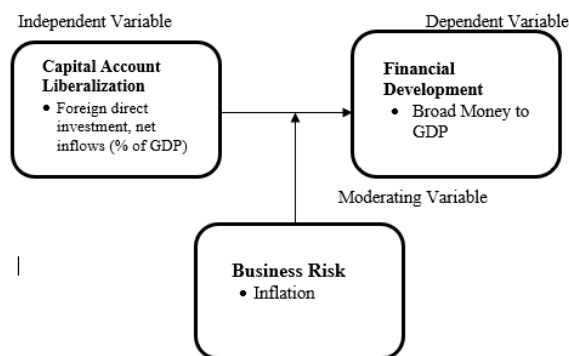 Independent Variable
Dependent Variable
Capital Account
Liberalization
• Foreign direct
investment, net
inflows (% of GDP)
Financial
Development
• Broad Money to
GDP
Moderating Variable
Business Risk
• Inflation